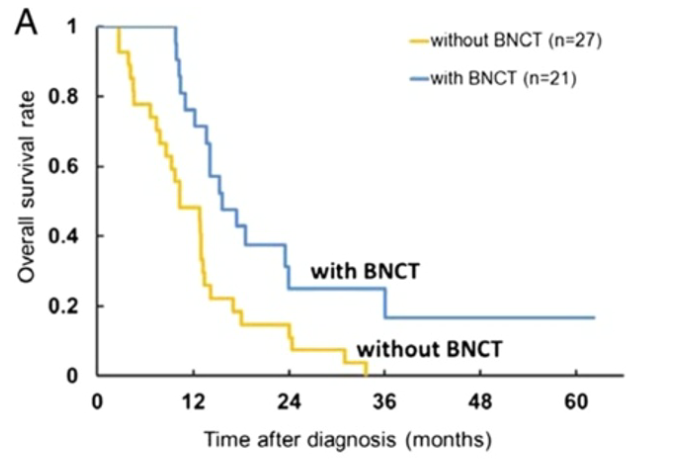 A
without BNCT (n=27)
with BNCT (n=21)
Overall survival rate
1
0.8
0.6
0.4
0.2
0
with BNCT
without BNCT
0 12 24 36 48 60
Time after diagnosis (months)